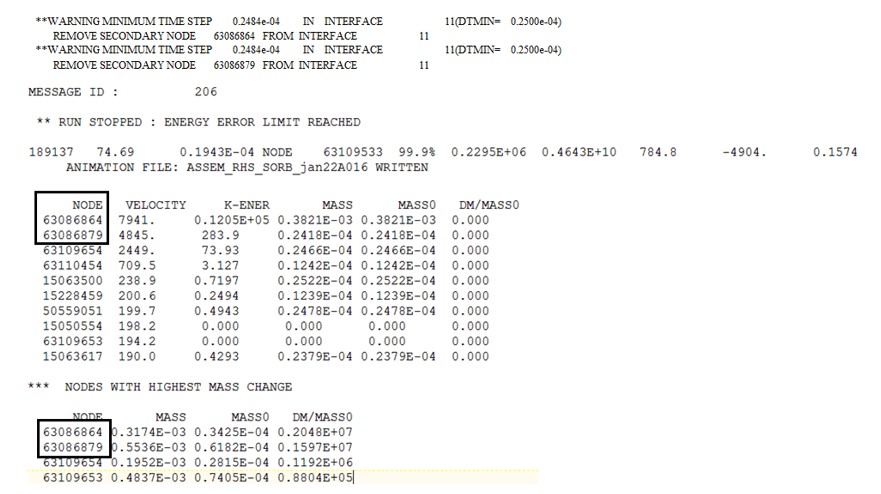 **WARNING MINIMUM TIME STEP 0.2484e-04 IN INTERFACE 11(DTMIN= 0.2500e-04)
REMOVE SECONDARY NODE 63086864 FROM INTERFACE 11
**WARNING MINIMUM TIME STEP 0.2484e-04 IN INTERFACE 11(DTMIN= 0.2500e-04)
REMOVE SECONDARY NODE 63086879 FROM INTERFACE 11
MESSAGE ID : 206
** RUN STOPPED : ENERGY ERROR LIMIT REACHED
189137 74.69 0.1943E-04 NODE 63109533 99.9% 0.2295E+06 0.4643E+10 784.8 -4904. 0.1574
ANIMATION FILE: ASSEM_RHS_SORB_jan22A016 WRITTEN
NODE VELOCITY K-ENER MASS MASS0 DM/MASS0
63086864 7941. 0.1205E+05 0.3821E-03 0.3821E-03 0.000
63086879 4845. 283.9 0.2418E-04 0.2418E-04 0.000
63109654 2449. 73.93 0.2466E-04 0.2466E-04 0.000
63110454 709.5 3.127 0.1242E-04 0.1242E-04 0.000
15063500 238.9 0.7197 0.2522E-04 0.2522E-04 0.000
15228459 200.6 0.2494 0.1239E-04 0.1239E-04 0.000
50559051 199.7 0.4943 0.2478E-04 0.2478E-04 0.000
15050554 198.2 0.000 0.000 0.000 0.000
63109653 194.2 0.000 0.000 0.000 0.000
15063617 190.0 0.4293 0.2379E-04 0.2379E-04 0.000
*** NODES WITH HIGHEST MASS CHANGE
NODE MASS MASS0 DM/MASS0
63086864 0.3174E-03 0.3425E-04 0.2048E+07
63086879 0.5536E-03 0.6182E-04 0.1597E+07
63109654 0.1952E-03 0.2815E-04 0.1192E+06
63109653 0.4837E-03 0.7405E-04 0.8804E+05